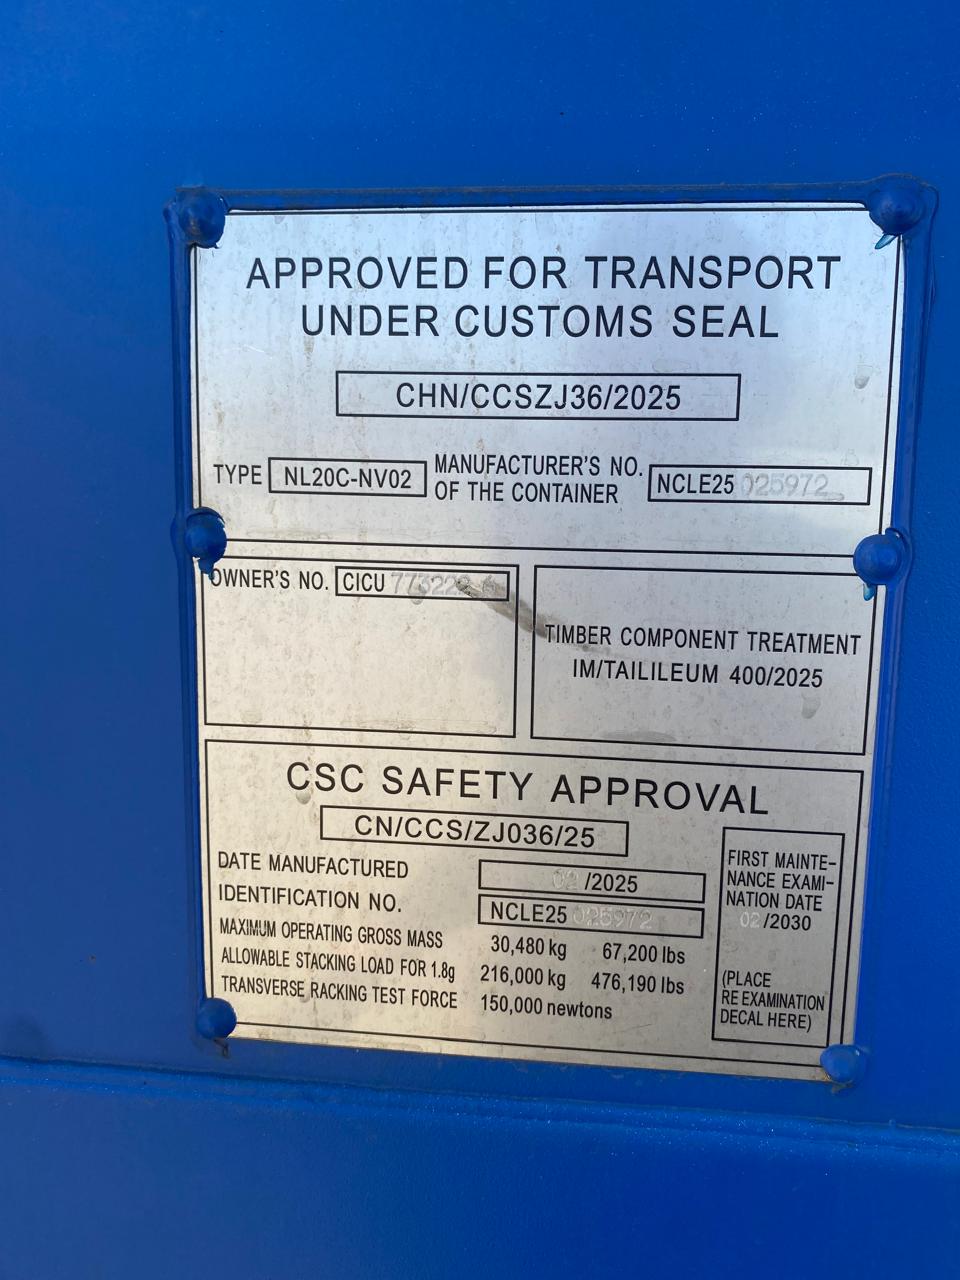 APPROVED FOR TRANSPORT
UNDER CUSTOMS SEAL
CHN/CCSZJ36/2025
TYPE NL20C-NV02 MANUFACTURER'S NO.
OF THE CONTAINER NCLE25 025972
OWNER'S NO. CICU
TIMBER COMPONENT TREATMENT
IM/TAILILEUM 400/2025
CSC SAFETY APPROVAL
CN/CCS/ZJ036/25
DATE MANUFACTURED 02/2025
IDENTIFICATION NO. NCLE25 025972
MAXIMUM OPERATING GROSS MASS 30,480 kg 67,200 lbs
ALLOWABLE STACKING LOAD FOR 1.8g 216,000 kg 476,190 lbs
TRANSVERSE RACKING TEST FORCE 150,000 newtons
FIRST MAINTE-
NANCE EXAMI-
NATION DATE
02/2030
(PLACE
RE EXAMINATION
DECAL HERE)